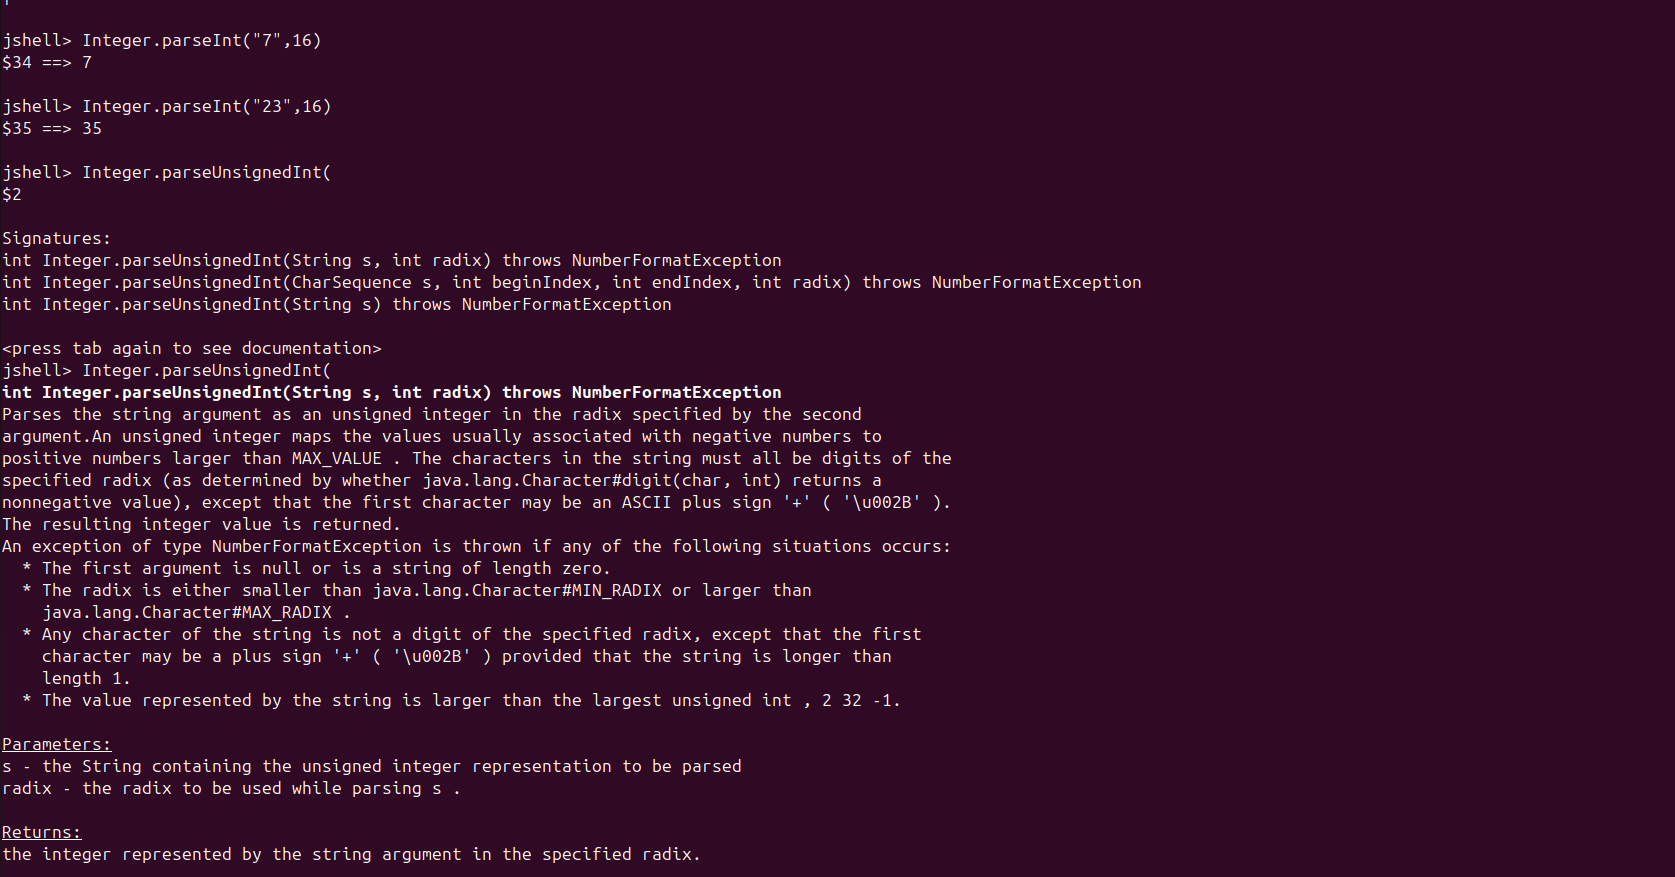 jshell> Integer.parseInt("7",16)
$34 ==> 7
jshell> Integer.parseInt("23",16)
$35 ==> 35
jshell> Integer.parseUnsignedInt(
$2
Signatures:
int Integer.parseUnsignedInt(String s, int radix) throws NumberFormatException
int Integer.parseUnsignedInt(CharSequence s, int beginIndex, int endIndex, int radix) throws NumberFormatException
int Integer.parseUnsignedInt(String s) throws NumberFormatException
<press tab again to see documentation>
jshell> Integer.parseUnsignedInt(
int Integer.parseUnsignedInt(String s, int radix) throws NumberFormatException
Parses the string argument as an unsigned integer in the radix specified by the second
argument.An unsigned integer maps the values usually associated with negative numbers to
positive numbers larger than MAX_VALUE . The characters in the string must all be digits of the
specified radix (as determined by whether java.lang.Character#digit(char, int) returns a
nonnegative value), except that the first character may be an ASCII plus sign '+' ( '\u002B' ).
The resulting integer value is returned.
An exception of type NumberFormatException is thrown if any of the following situations occurs:
* The first argument is null or is a string of length zero.
* The radix is either smaller than java.lang.Character#MIN_RADIX or larger than
java.lang.Character#MAX_RADIX .
* Any character of the string is not a digit of the specified radix, except that the first
character may be a plus sign '+' ( '\u002B' ) provided that the string is longer than
length 1.
* The value represented by the string is larger than the largest unsigned int , 2 32 -1.
Parameters:
s - the String containing the unsigned integer representation to be parsed
radix - the radix to be used while parsing s .
Returns:
the integer represented by the string argument in the specified radix.